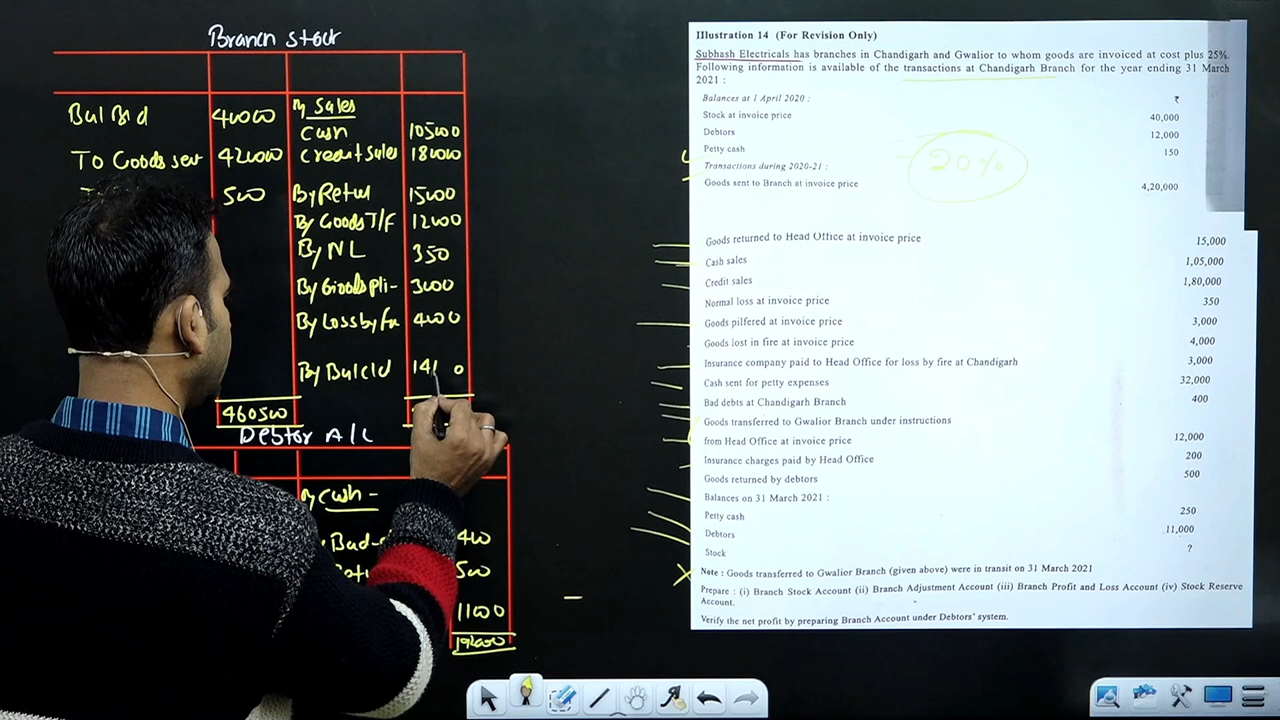 Branch Stock
Bal B/d 40000 By Sales
Cash 105000
To Goods sent 420000 Credit Sales 180000
500 By Return 15000
By Goods T/F 12000
By NL 350
By Goods pli- 3000
By Loss by fa 4000
By Bal c/d 141 0
460500
Debtor A/C
By Cash -
Bad- 400
500
11000
Illustration 14 (For Revision Only)
Subhash Electricals has branches in Chandigarh and Gwalior to whom goods are invoiced at cost plus 25%.
Following information is available of the transactions at Chandigarh Branch for the year ending 31 March
2021 :
Balances at 1 April 2020 : ₹
Stock at invoice price 40,000
Debtors 12,000
Petty cash 150
Transactions during 2020-21 :
Goods sent to Branch at invoice price 4,20,000
20%
Goods returned to Head Office at invoice price 15,000
Cash sales 1,05,000
Credit sales 1,80,000
Normal loss at invoice price 350
Goods pilfered at invoice price 3,000
Goods lost in fire at invoice price 4,000
Insurance company paid to Head Office for loss by fire at Chandigarh 3,000
Cash sent for petty expenses 32,000
Bad debts at Chandigarh Branch 400
Goods transferred to Gwalior Branch under instructions
from Head Office at invoice price 12,000
Insurance charges paid by Head Office 200
Goods returned by debtors 500
Balances on 31 March 2021 :
Petty cash 250
Debtors 11,000
Stock ?
Note : Goods transferred to Gwalior Branch (given above) were in transit on 31 March 2021
Prepare : (i) Branch Stock Account (ii) Branch Adjustment Account (iii) Branch Profit and Loss Account (iv) Stock Reserve
Account.
Verify the net profit by preparing Branch Account under Debtors' system.